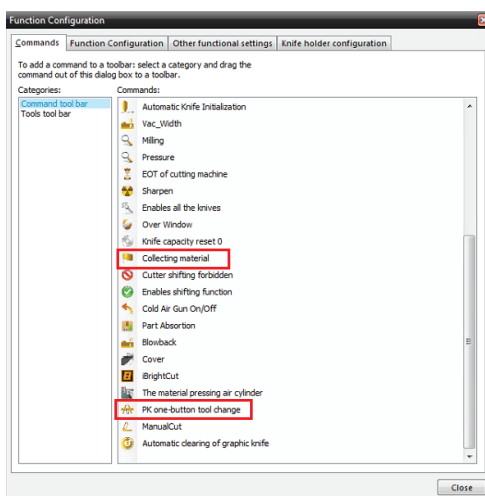 Function Configuration
Commands
Function Configuration
Other functional settings
Knife holder configuration
To add a command to a toolbar: select a category and drag the
command out of this dialog box to a toolbar.
Categories:
Commands:
Command tool bar
Tools tool bar
Automatic Knife Initialization
Vac_Width
Milling
Pressure
EOT of cutting machine
Sharpen
Enables all the knives
Over Window
Knife capacity reset 0
Collecting material
Cutter shifting forbidden
Enables shifting function
Cold Air Gun On/Off
Part Absortion
Blowback
Cover
iBrightCut
The material pressing air cylinder
PK one-button tool change
ManualCut
Automatic clearing of graphic knife
Close